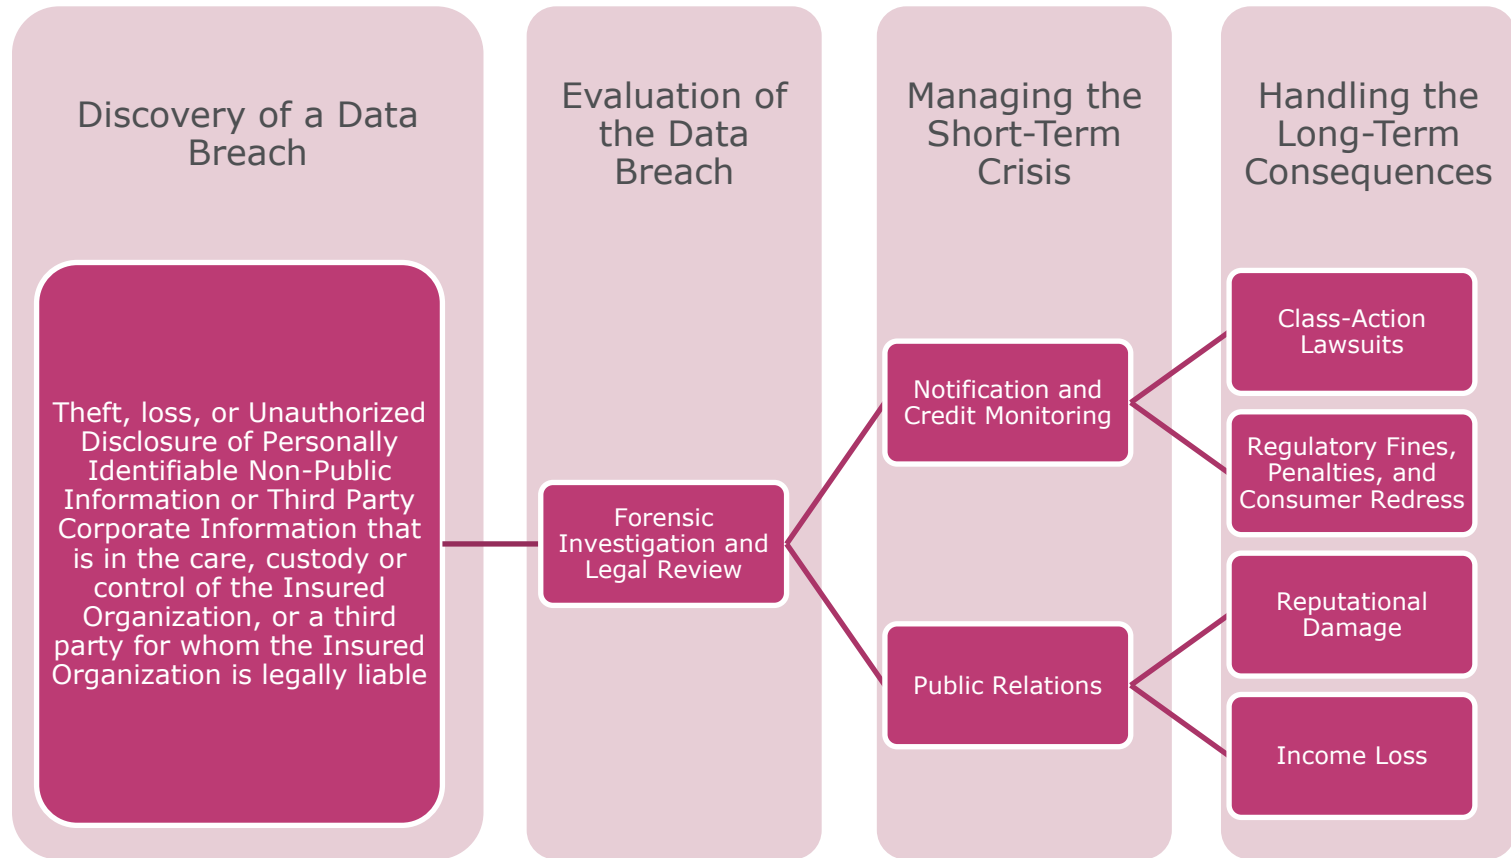 Discovery of a Data
Breach
Theft, loss, or Unauthorized
Disclosure of Personally
Identifiable Non-Public
Information or Third Party
Corporate Information that
is in the care, custody or
control of the Insured
Organization, or a third
party for whom the Insured
Organization is legally liable
Evaluation of
the Data
Breach
Forensic
Investigation and
Legal Review
Managing the
Short-Term
Crisis
Notification and
Credit Monitoring
Public Relations
Handling the
Long-Term
Consequences
Class-Action
Lawsuits
Regulatory Fines,
Penalties, and
Consumer Redress
Reputational
Damage
Income Loss